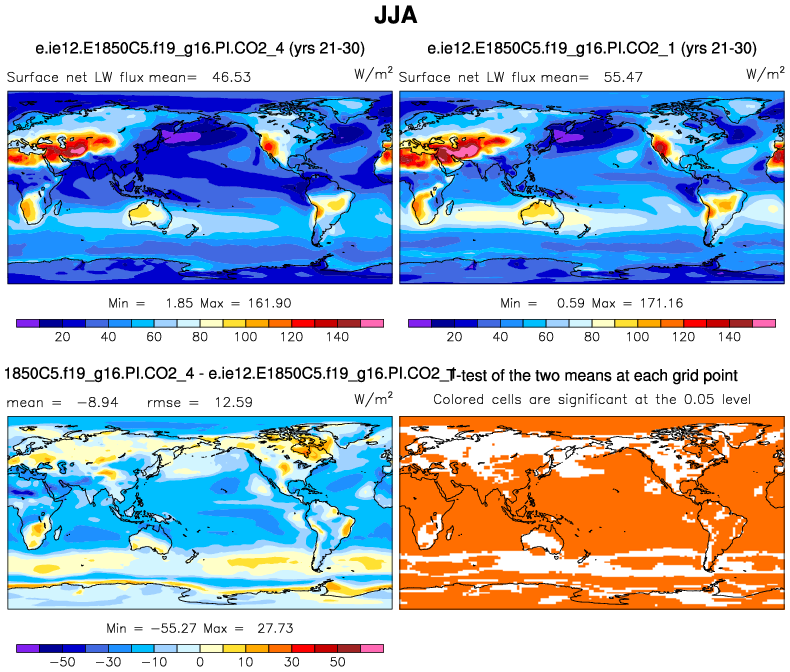 JJA
e.ie12.E1850C5.f19_g16.PI.CO2_4 (yrs 21-30)
e.ie12.E1850C5.f19_g16.PI.CO2_1 (yrs 21-30)
Surface net LW flux mean= 46.53 W/m2
Surface net LW flux mean= 55.47 W/m2
Min = 1.85 Max = 161.90
Min = 0.59 Max = 171.16
20 40 60 80 100 120 140
20 40 60 80 100 120 140
1850C5.f19_g16.PI.CO2_4 - e.ie12.E1850C5.f19_g16.PI.CO2_
T-test of the two means at each grid point
mean = -8.94 rmse = 12.59 W/m2
Colored cells are significant at the 0.05 level
Min = -55.27 Max = 27.73
-50 -30 -10 0 10 30 50